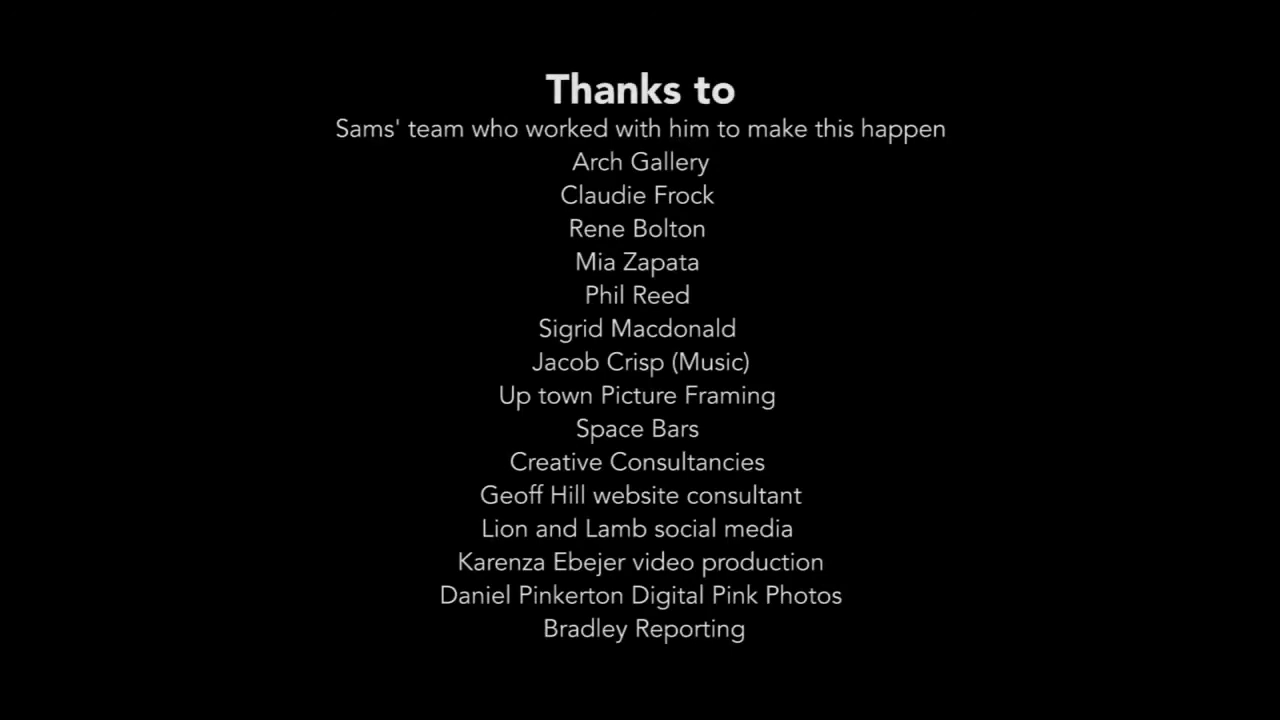 Thanks to
Sams' team who worked with him to make this happen
Arch Gallery
Claudie Frock
Rene Bolton
Mia Zapata
Phil Reed
Sigrid Macdonald
Jacob Crisp (Music)
Up town Picture Framing
Space Bars
Creative Consultancies
Geoff Hill website consultant
Lion and Lamb social media
Karenza Ebejer video production
Daniel Pinkerton Digital Pink Photos
Bradley Reporting